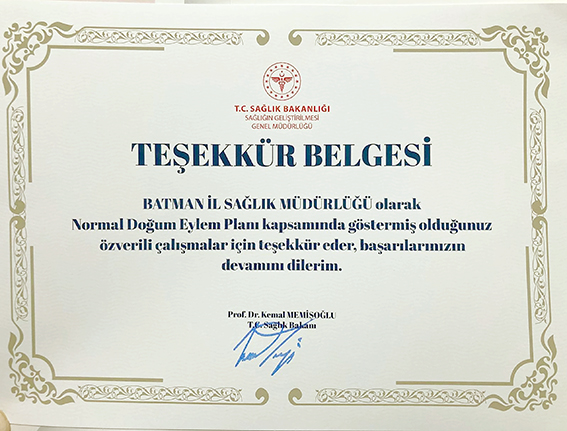 T.C. SAĞLIK BAKANLIĞI
SAĞLIĞIN GELİŞTİRİLMESİ
GENEL MÜDÜRLÜĞÜ
TEŞEKKÜR BELGESİ
BATMAN İL SAĞLIK MÜDÜRLÜĞÜ olarak
Normal Doğum Eylem Planı kapsamında göstermiş olduğunuz
özverili çalışmalar için teşekkür eder, başarılarınızın
devamını dilerim.
Prof. Dr. Kemal MEMİŞOĞLU
T.C. Sağlık Bakanı